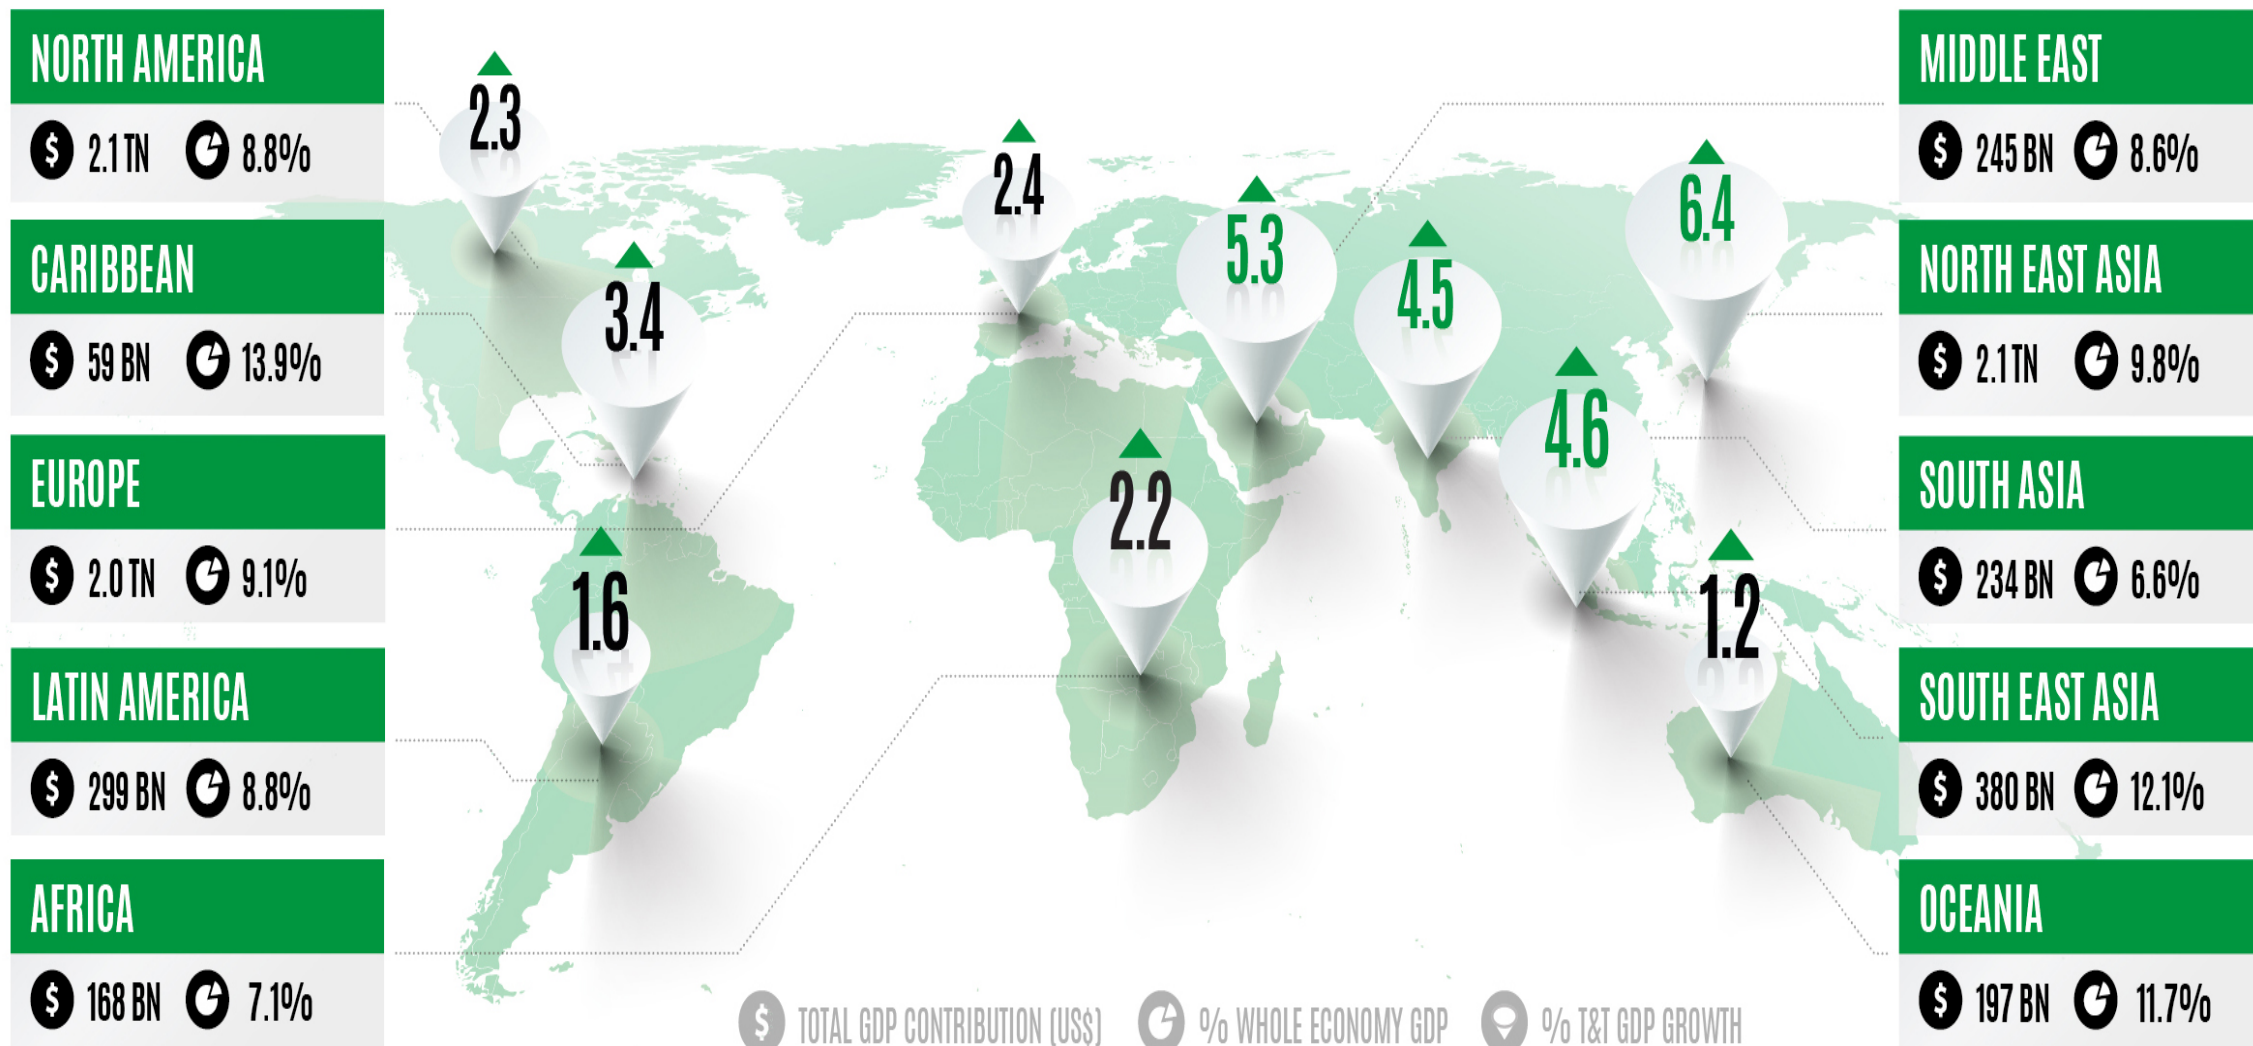 NORTH AMERICA
$ 2.1 TN 8.8%
CARIBBEAN
$ 59 BN 13.9%
EUROPE
$ 2.0 TN 9.1%
LATIN AMERICA
$ 299 BN 8.8%
AFRICA
$ 168 BN 7.1%
2.3
3.4
1.6
2.4
2.2
5.3
4.5
4.6
6.4
1.2
MIDDLE EAST
$ 245 BN 8.6%
NORTH EAST ASIA
$ 2.1 TN 9.8%
SOUTH ASIA
$ 234 BN 6.6%
SOUTH EAST ASIA
$ 380 BN 12.1%
OCEANIA
$ 197 BN 11.7%
$ TOTAL GDP CONTRIBUTION (US$) % WHOLE ECONOMY GDP % T&T GDP GROWTH